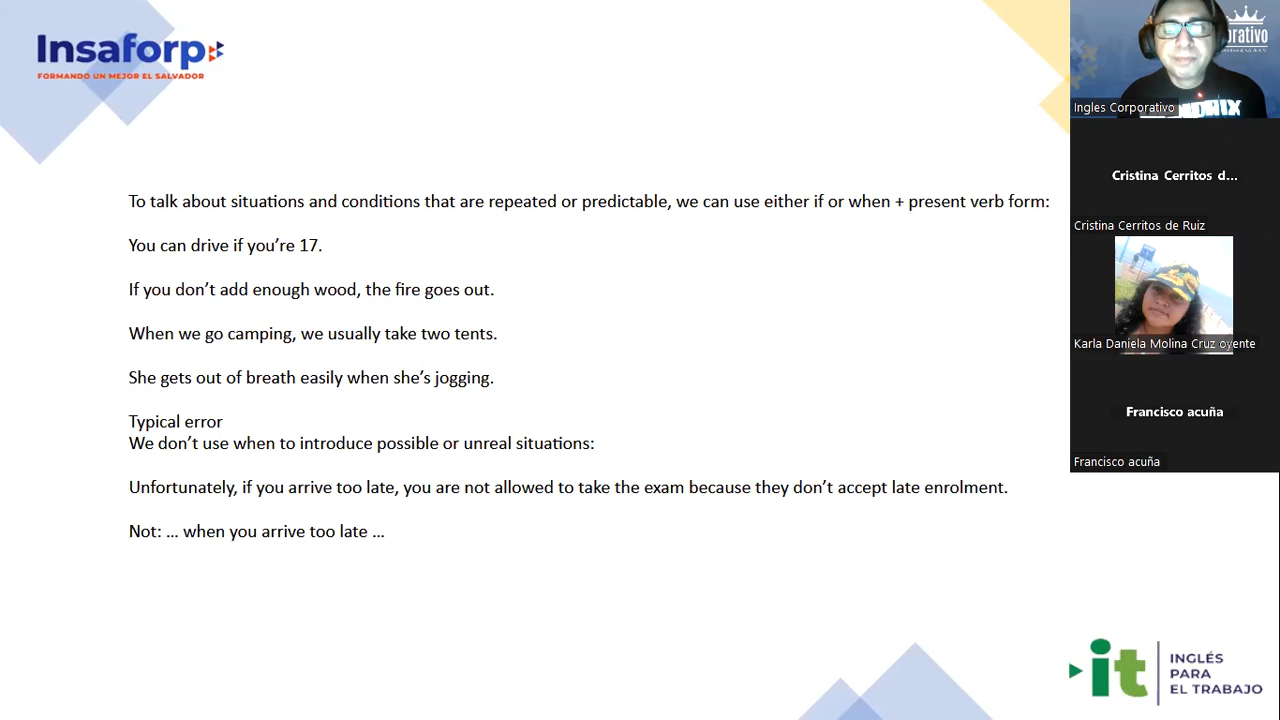 Insaforp
FORMANDO UN MEJOR EL SALVADOR
To talk about situations and conditions that are repeated or predictable, we can use either if or when + present verb form:
You can drive if you’re 17.
If you don’t add enough wood, the fire goes out.
When we go camping, we usually take two tents.
She gets out of breath easily when she’s jogging.
Typical error
We don’t use when to introduce possible or unreal situations:
Unfortunately, if you arrive too late, you are not allowed to take the exam because they don’t accept late enrolment.
Not: … when you arrive too late …
orativo
Ingles Corporativo
Cristina Cerritos d...
Cristina Cerritos de Ruiz
Karla Daniela Molina Cruz oyente
Francisco acuña
Francisco acuña
it
INGLÉS
PARA
EL TRABAJO